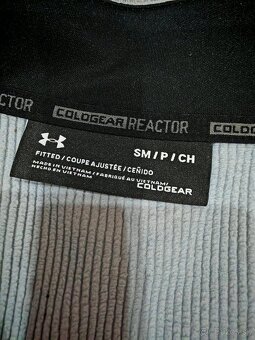 REACTOR
COLDGEAR REACTOR
SM/P/CH
FITTED/COUPE AJUSTÉE/CEÑIDO
MADE IN VIETNAM/FABRIQUÉ AU VIETNAM/
HECHO EN VIETNAM
COLDGEAR